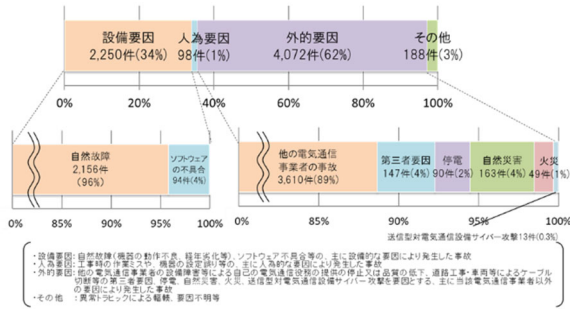 設備要因 人為要因 外的要因 その他
2,250件(34%) 98件(1%) 4,072件(62%) 188件(3%)
0% 20% 40% 60% 80% 100%
自然故障
2,156件
(96%)
ソフトウェア
の不具合
94件(4%)
0% 85% 90% 95% 100%
他の電気通信
事業者の事故
3,610件(89%)
第三者要因
147件(4%)
停電
90件(2%)
自然災害
163件(4%)
火災
49件(1%)
0% 85% 90% 95% 100%
送信型対電気通信設備サイバー攻撃13件(0.3%)
・設備要因:自然故障(機器の動作不良、経年劣化等)、ソフトウェア不具合等の、主に設備的な要因により発生した事故
・人為要因:工事時の作業ミスや、機器の設定誤り等の、主に人為的な要因により発生した事故
・外的要因:他の電気通信事業者の設備障害等による自己の電気通信役務の提供の停止又は品質の低下、道路工事・車両等によるケーブル
切断等の第三者要因、停電、自然災害、火災、送信型対電気通信設備サイバー攻撃を要因とする、主に当該電気通信事業者以外
の要因により発生した事故
・その他 :異常トラヒックによる輻輳、要因不明等